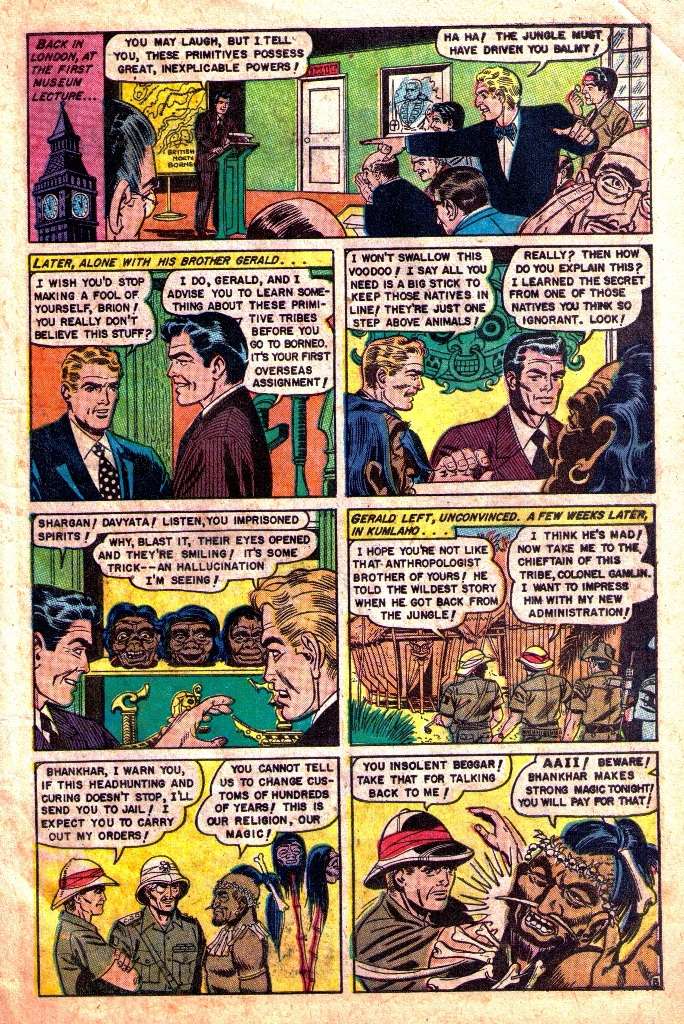 BACK IN
LONDON, AT
THE FIRST
MUSEUM
LECTURE...
YOU MAY LAUGH, BUT I TELL
YOU, THESE PRIMITIVES POSSESS
GREAT, INEXPLICABLE POWERS!
HA HA! THE JUNGLE MUST
HAVE DRIVEN YOU BALMY!
BRITISH
NORTH
BORNEO
LATER, ALONE WITH HIS BROTHER GERALD...
I WISH YOU'D STOP
MAKING A FOOL OF
YOURSELF, BRION!
YOU REALLY DON'T
BELIEVE THIS STUFF?
I DO, GERALD, AND I
ADVISE YOU TO LEARN SOME-
THING ABOUT THESE PRIMI-
TIVE TRIBES
BEFORE YOU
GO TO BORNEO.
IT'S YOUR FIRST
OVERSEAS
ASSIGNMENT!
I WON'T SWALLOW THIS
VOODOO! I SAY ALL YOU
NEED IS A BIG STICK TO
KEEP THOSE NATIVES IN
LINE! THEY'RE JUST ONE
STEP ABOVE ANIMALS!
REALLY? THEN HOW
DO YOU EXPLAIN THIS?
I LEARNED THE SECRET
FROM ONE OF THOSE
NATIVES YOU THINK SO
IGNORANT. LOOK!
SHARGAN! DAVYATA! LISTEN, YOU IMPRISONED
SPIRITS!
WHY, BLAST IT, THEIR EYES OPENED
AND THEY'RE SMILING! IT'S SOME
TRICK--AN HALLUCINATION
I'M SEEING!
GERALD LEFT, UNCONVINCED. A FEW WEEKS LATER,
IN KUMLAHO...
I HOPE YOU'RE NOT LIKE
THAT ANTHROPOLOGIST
BROTHER OF YOURS! HE
TOLD THE WILDEST STORY
WHEN HE GOT BACK FROM
THE JUNGLE!
I THINK HE'S MAD!
NOW TAKE ME TO THE
CHIEFTAIN OF THIS
TRIBE, COLONEL GAMLIN.
I WANT TO IMPRESS
HIM WITH MY NEW
ADMINISTRATION!
BHANKHAR, I WARN YOU,
IF THIS HEADHUNTING AND
CURING DOESN'T STOP, I'LL
SEND YOU TO JAIL! I
EXPECT YOU TO CARRY
OUT MY ORDERS!
YOU CANNOT TELL
US TO CHANGE CUS-
TOMS OF HUNDREDS
OF YEARS! THIS IS
OUR RELIGION, OUR
MAGIC!
YOU INSOLENT BEGGAR!
TAKE THAT FOR TALKING
BACK TO ME!
AAII! BEWARE!
BHANKHAR MAKES
STRONG MAGIC TONIGHT!
YOU WILL PAY FOR THAT!